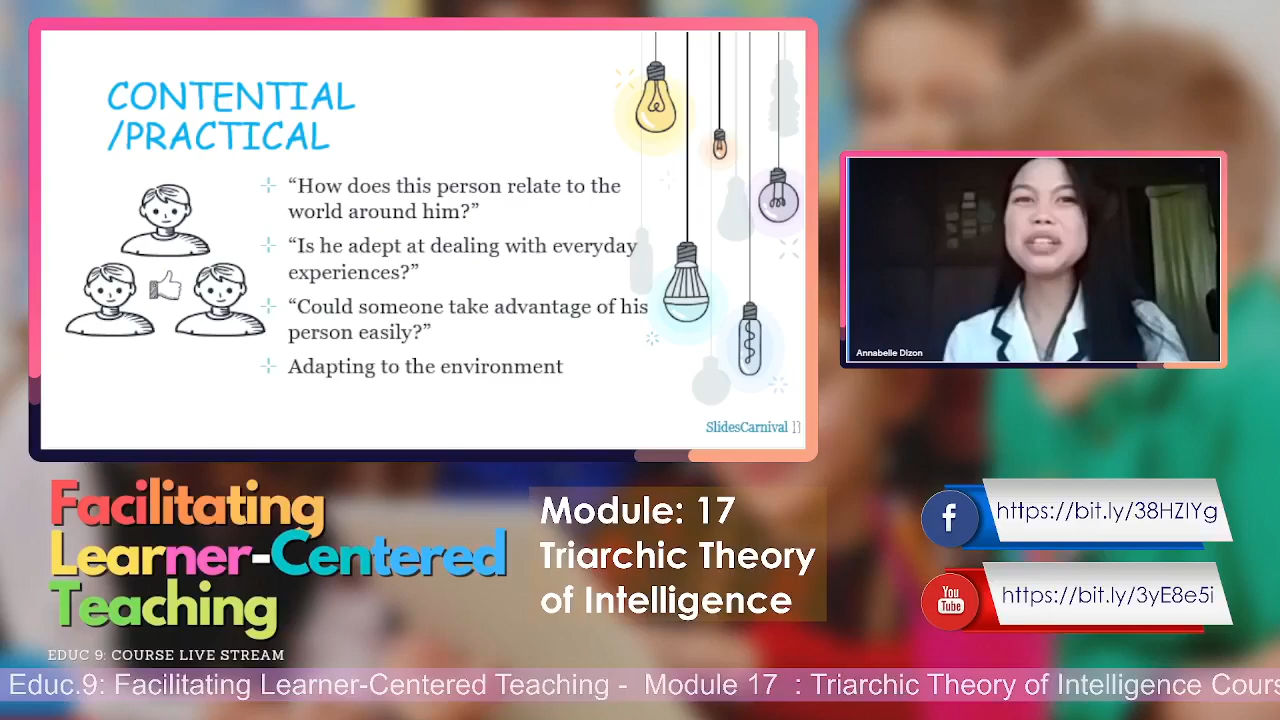 CONTENTIAL
/PRACTICAL
“How does this person relate to the
world around him?”
“Is he adept at dealing with everyday
experiences?”
“Could someone take advantage of his
person easily?”
Adapting to the environment
SlidesCarnival 11
Annabelle Dizon
Facilitating
Learner-Centered
Teaching
EDUC 9: COURSE LIVE STREAM
Module: 17
Triarchic Theory
of Intelligence
f
https://bit.ly/38HZlYg
You
Tube
https://bit.ly/3yE8e5i
Educ.9: Facilitating Learner-Centered Teaching - Module 17 : Triarchic Theory of Intelligence Cours